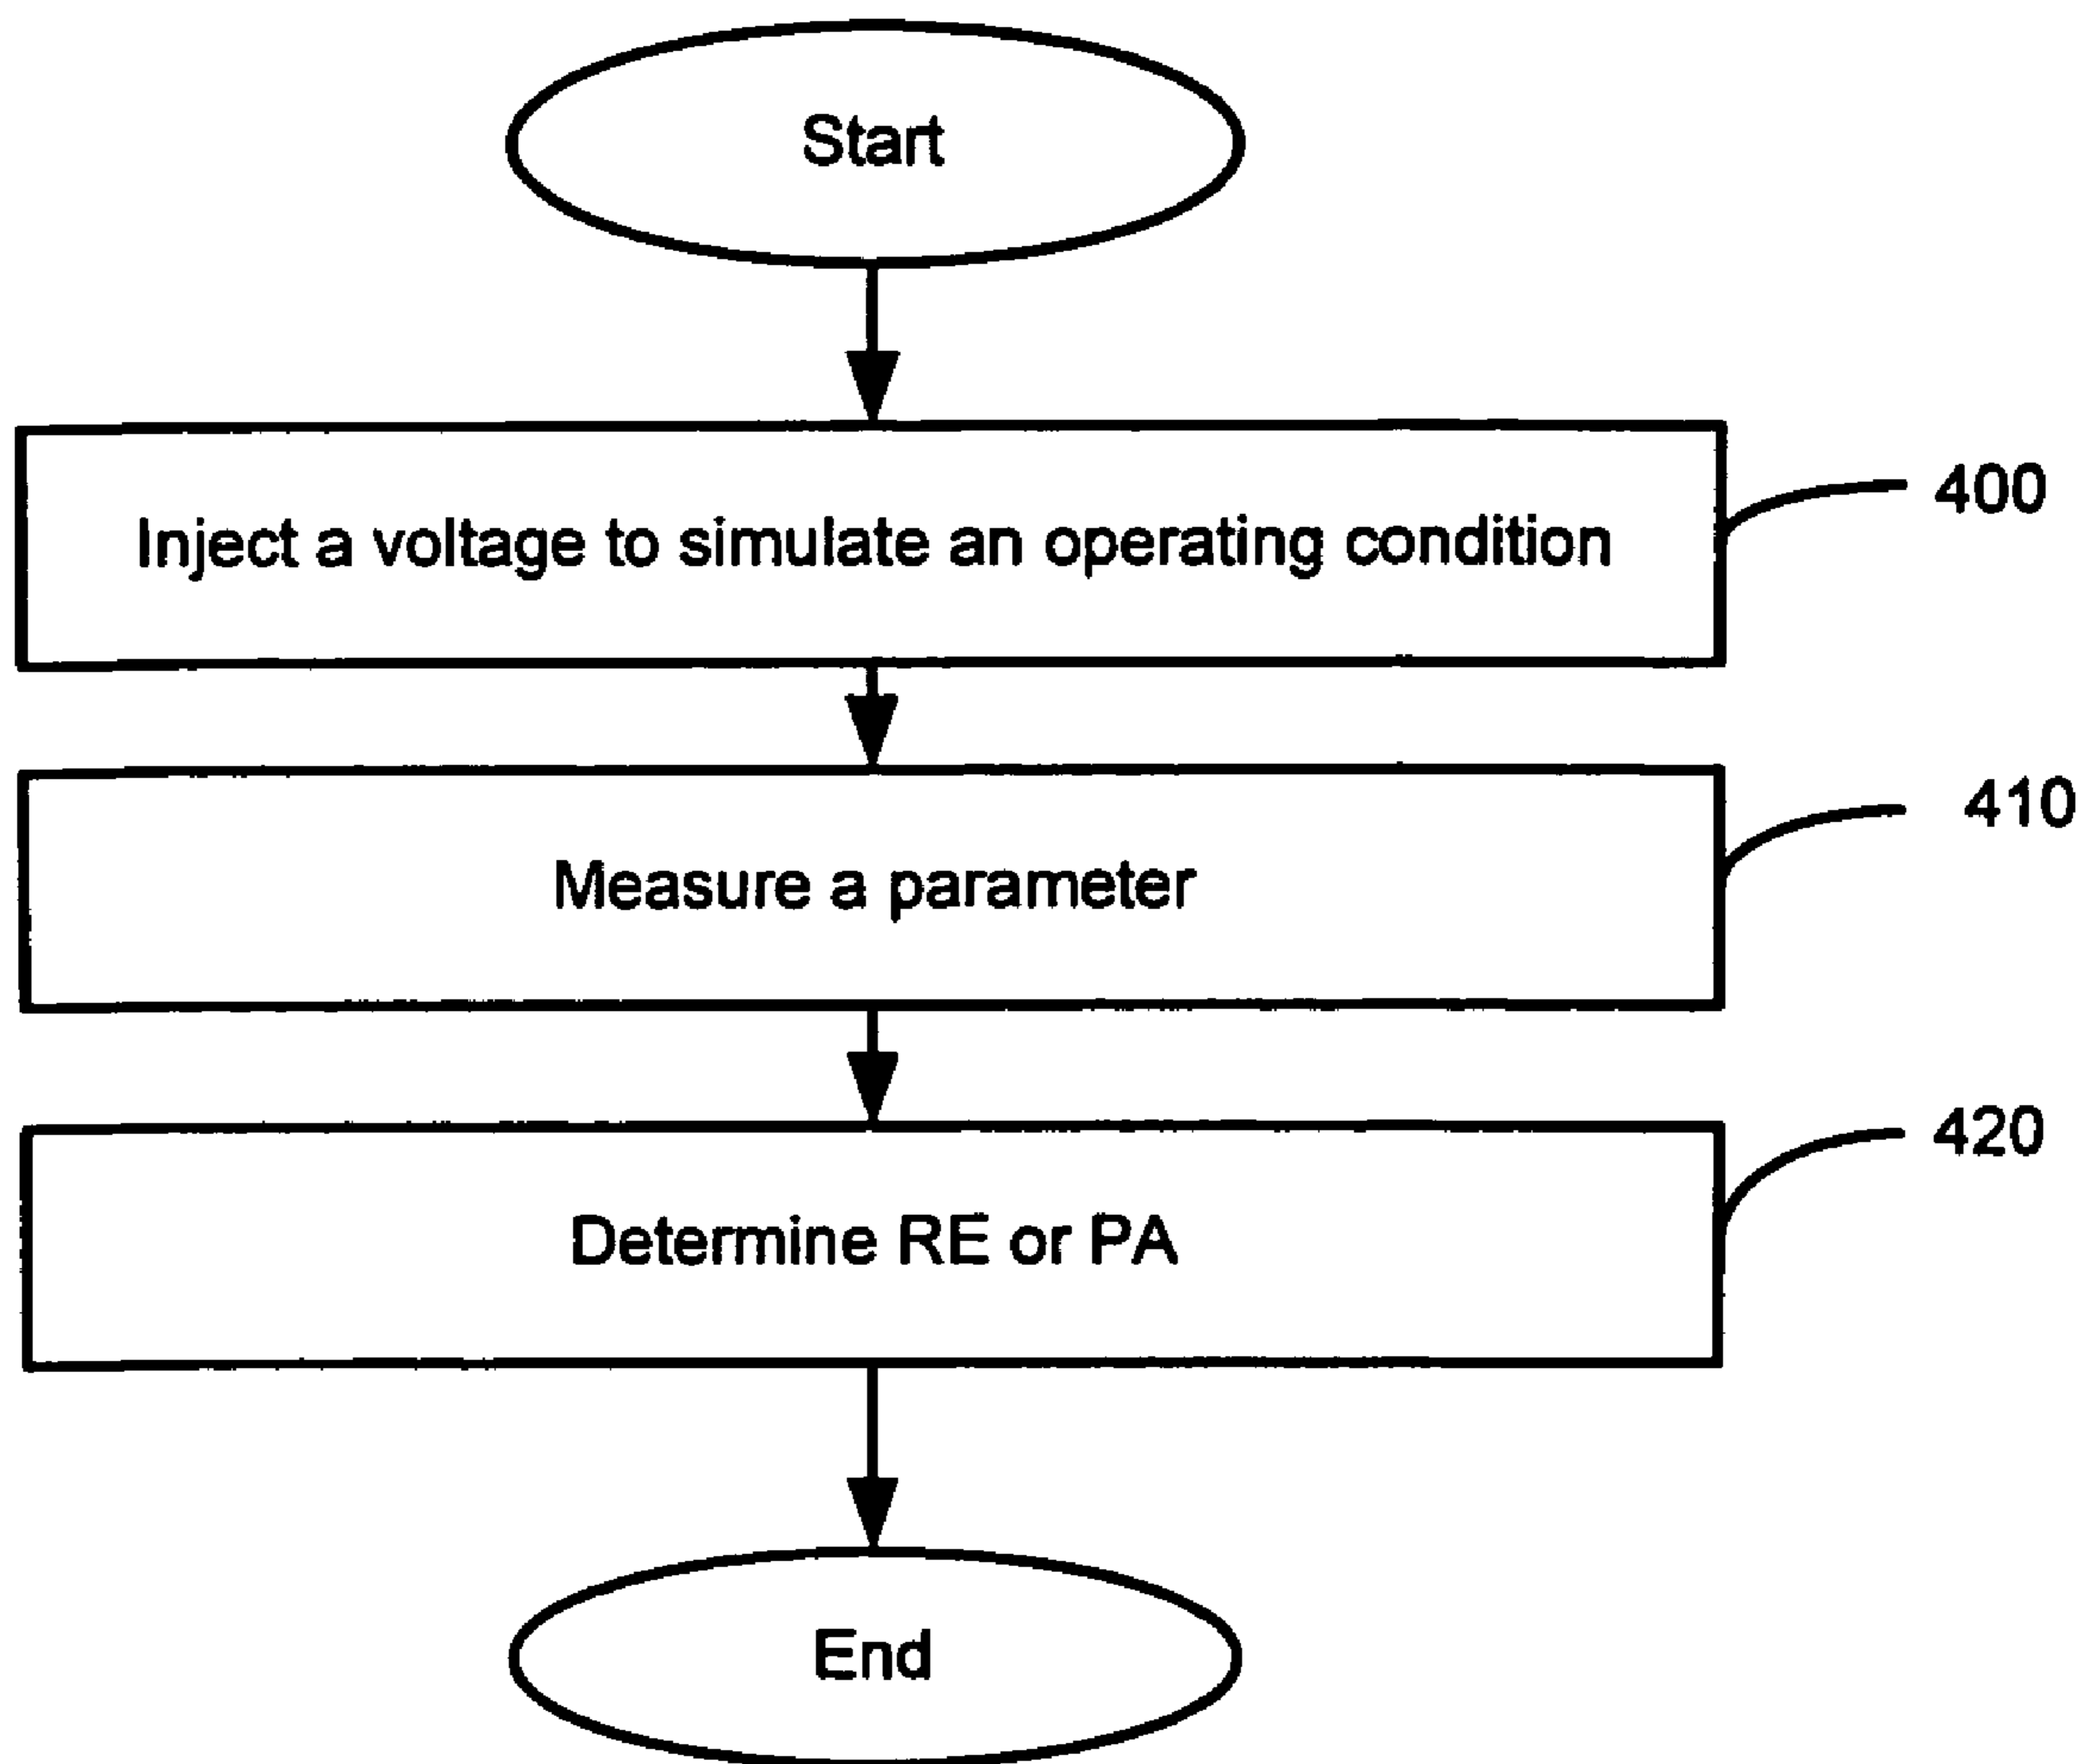 Start
Inject a voltage to simulate an operating condition
400
Measure a parameter
410
Determine RE or PA
420
End